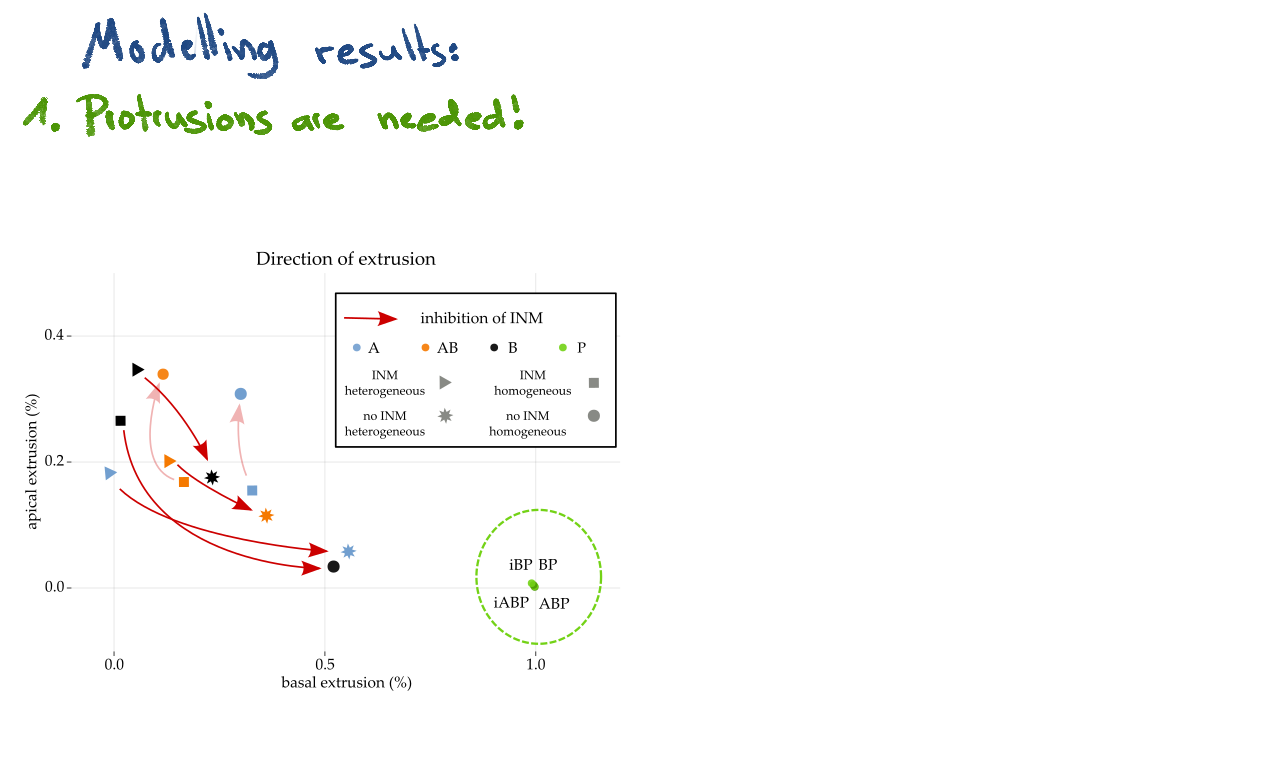 Modelling results:
1. Protrusions are needed!
Direction of extrusion
inhibition of INM
A AB B P
INM heterogeneous
INM homogeneous
no INM heterogeneous
no INM homogeneous
apical extrusion (%)
0.4
0.2
0.0
iBP BP
iABP ABP
0.0 0.5 1.0
basal extrusion (%)